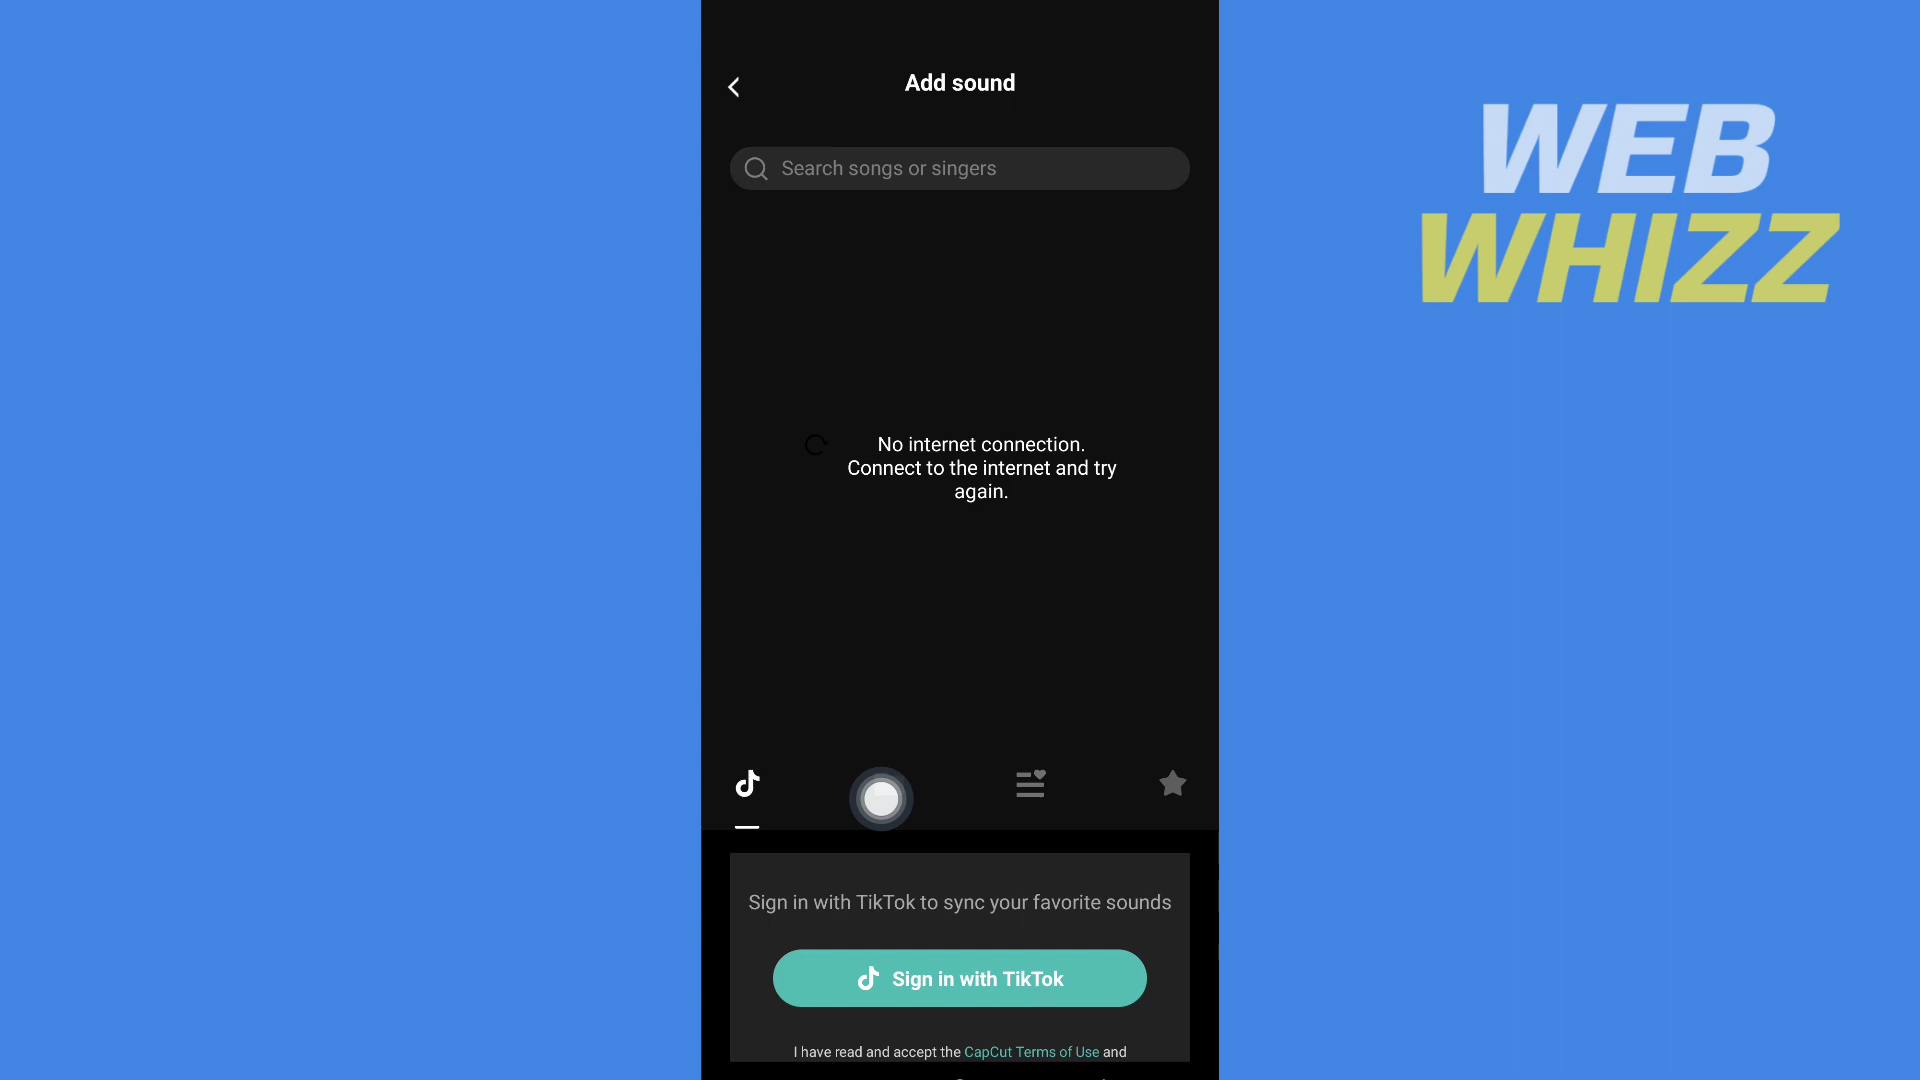 Add sound
Search songs or singers
WEB
WHIZZ
No internet connection.
Connect to the internet and try
again.
Sign in with TikTok to sync your favorite sounds
Sign in with TikTok
I have read and accept the CapCut Terms of Use and